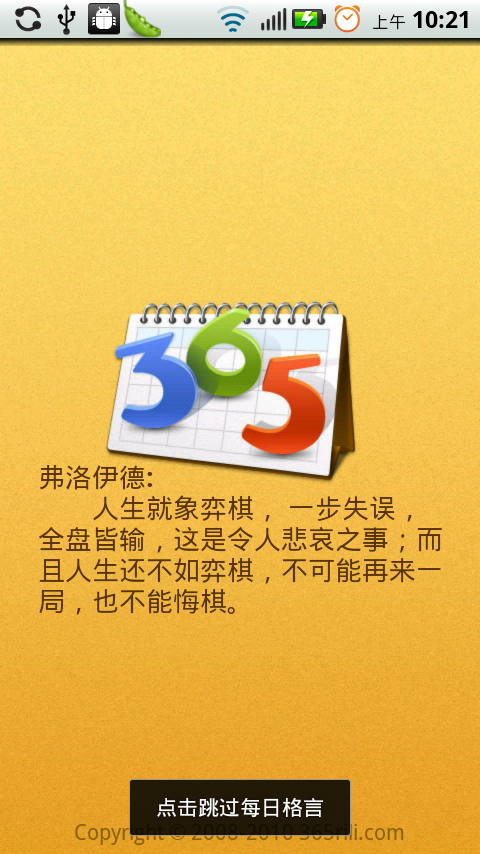 上午 10:21
365
弗洛伊德:
人生就象弈棋，一步失误，
全盘皆输，这是令人悲哀之事；而
且人生还不如弈棋，不可能再来一
局，也不能悔棋。
点击跳过每日格言
Copyright © 2008-2010 365rili.com